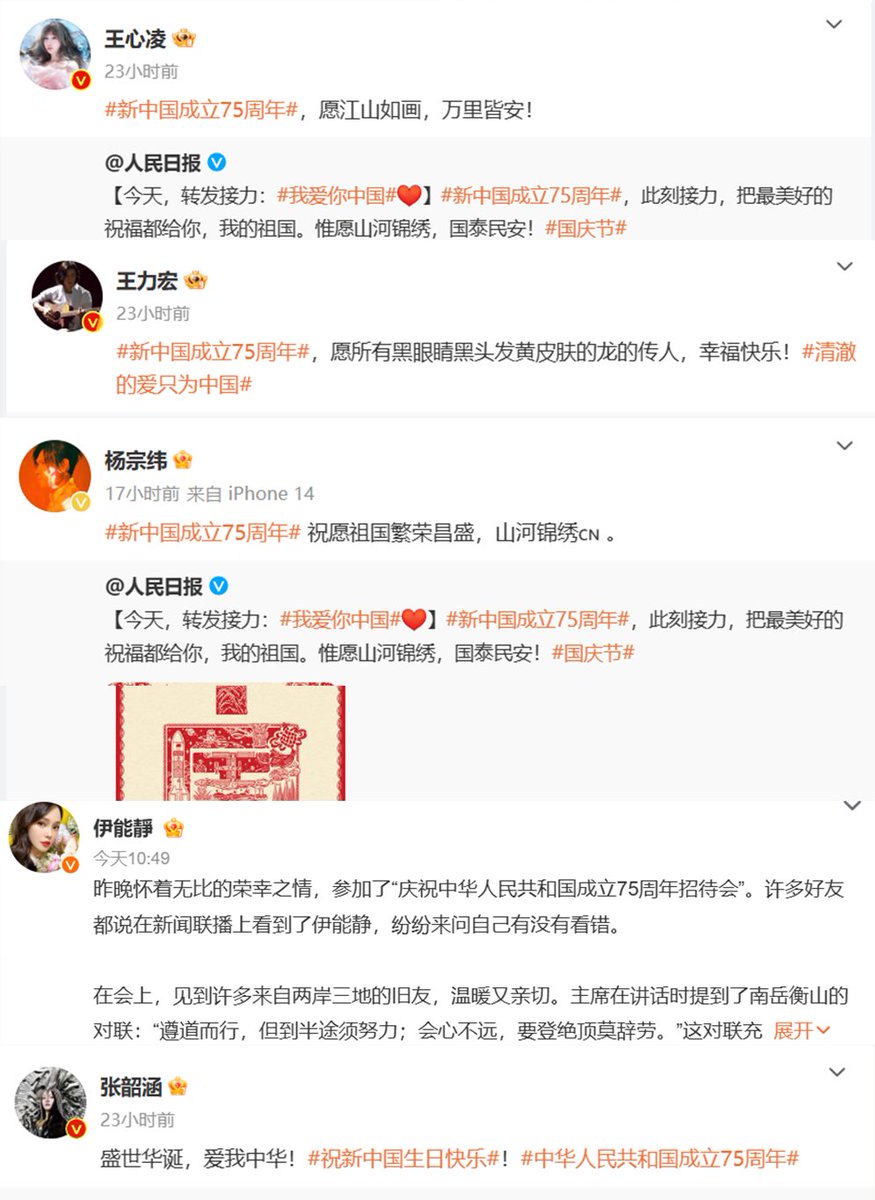 王心凌
23小时前
#新中国成立75周年#，愿江山如画，万里皆安！
@人民日报
【今天，转发接力：#我爱你中国#❤️】#新中国成立75周年#，此刻接力，把最美好的
祝福都给你，我的祖国。惟愿山河锦绣，国泰民安！#国庆节#
王力宏
23小时前
#新中国成立75周年#，愿所有黑眼睛黑头发黄皮肤的龙的传人，幸福快乐！#清澈
的爱只为中国#
杨宗纬
17小时前 来自 iPhone 14
#新中国成立75周年# 祝愿祖国繁荣昌盛，山河锦绣CN 。
@人民日报
【今天，转发接力：#我爱你中国#❤️】#新中国成立75周年#，此刻接力，把最美好的
祝福都给你，我的祖国。惟愿山河锦绣，国泰民安！#国庆节#
伊能靜
今天10:49
昨晚怀着无比的荣幸之情，参加了“庆祝中华人民共和国成立75周年招待会”。许多好友
都说在新闻联播上看到了伊能静，纷纷来问自己有没有看错。
在会上，见到许多来自两岸三地的旧友，温暖又亲切。主席在讲话时提到了南岳衡山的
对联：“遵道而行，但到半途须努力；会心不远，要登绝顶莫辞劳。”这对联充 展开
张韶涵
23小时前
盛世华诞，爱我中华！#祝新中国生日快乐#！#中华人民共和国成立75周年#